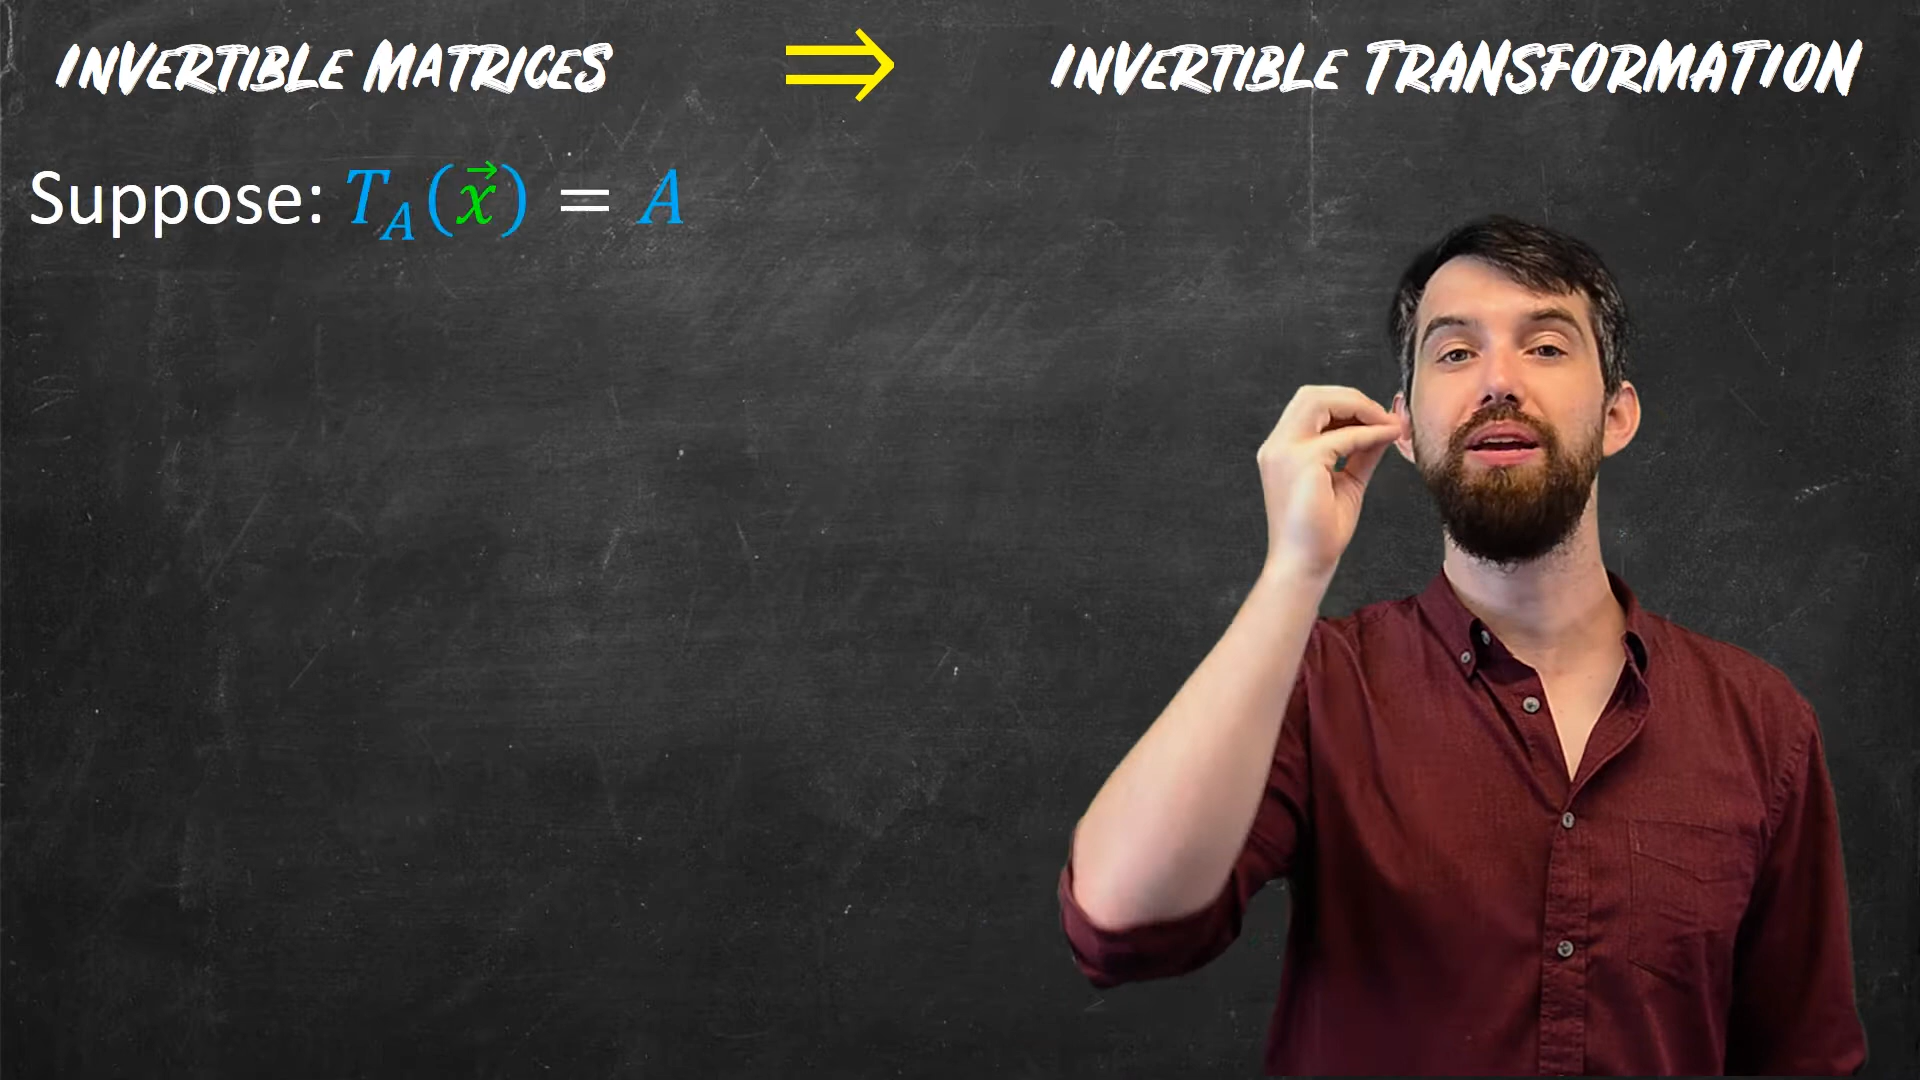 INVERTIBLE MATRICES ⇒ INVERTIBLE TRANSFORMATION
Suppose: T_A(x⃗) = A